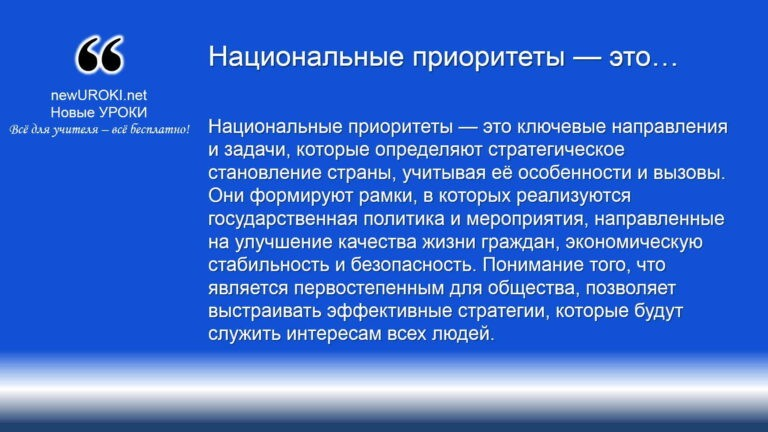 ❝
newUROKI.net
Новые УРОКИ
Всё для учителя – всё бесплатно!
Национальные приоритеты — это…
Национальные приоритеты — это ключевые направления
и задачи, которые определяют стратегическое
становление страны, учитывая её особенности и вызовы.
Они формируют рамки, в которых реализуются
государственная политика и мероприятия, направленные
на улучшение качества жизни граждан, экономическую
стабильность и безопасность. Понимание того, что
является первостепенным для общества, позволяет
выстраивать эффективные стратегии, которые будут
служить интересам всех людей.